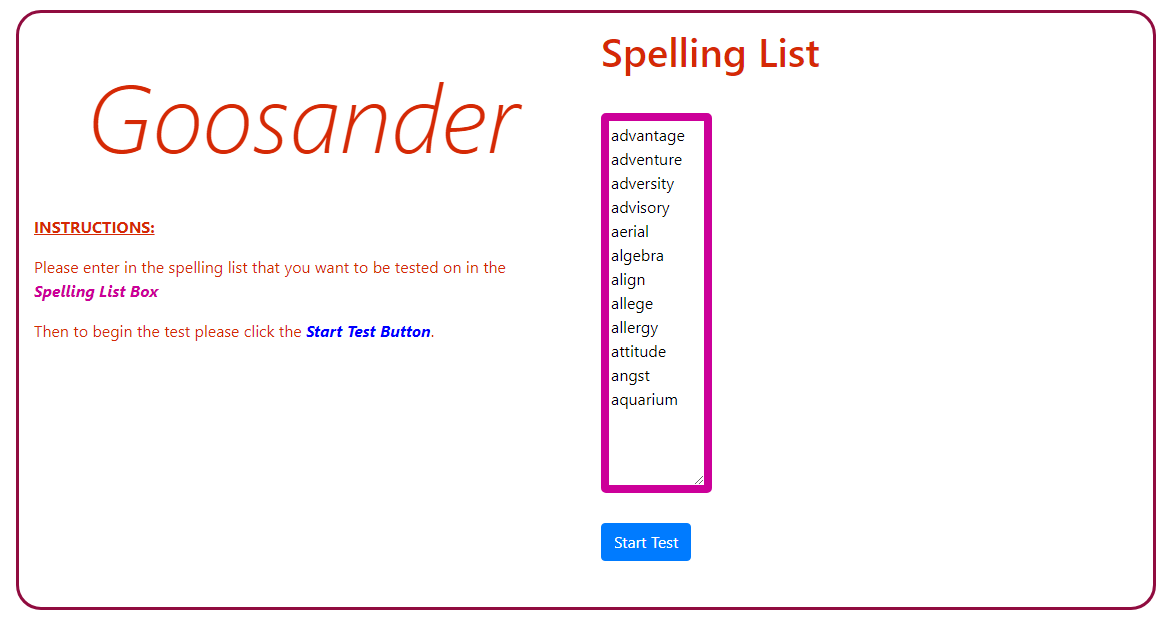 Goosander
INSTRUCTIONS:
Please enter in the spelling list that you want to be tested on in the
Spelling List Box
Then to begin the test please click the Start Test Button.
Spelling List
advantage
adventure
adversity
advisory
aerial
algebra
align
allege
allergy
attitude
angst
aquarium
Start Test